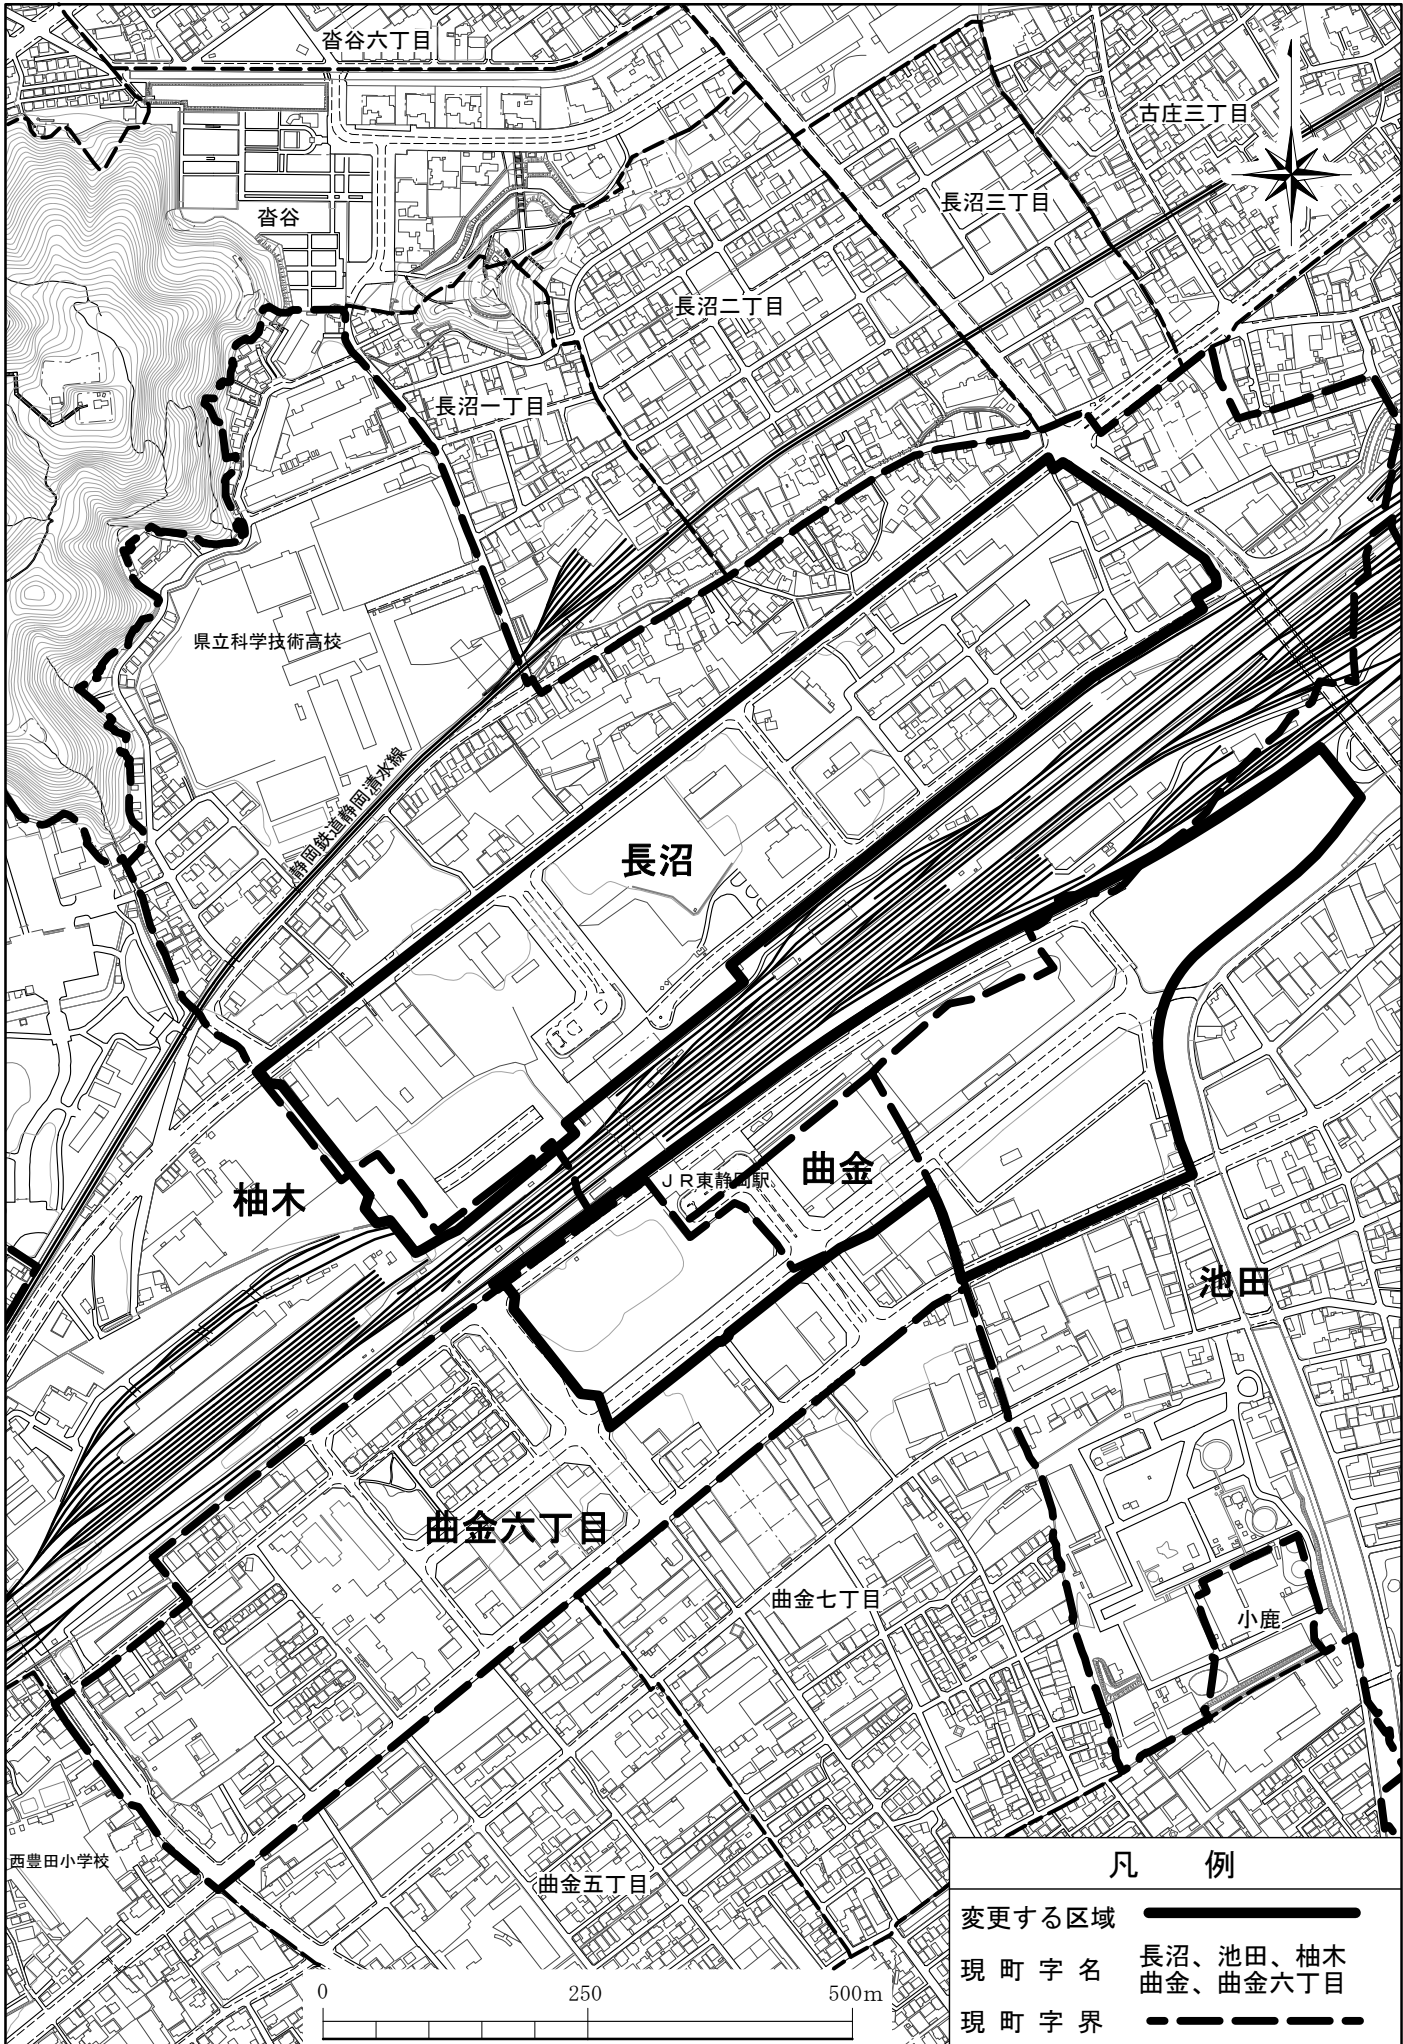 沓谷六丁目
古庄三丁目
長沼三丁目
沓谷
長沼二丁目
長沼一丁目
県立科学技術高校
静岡鉄道静岡清水線
長沼
曲金
JR東静岡駅
柚木
池田
曲金六丁目
曲金七丁目
小鹿
西豊田小学校
曲金五丁目
凡 例
変更する区域
現町字名 長沼、池田、柚木
曲金、曲金六丁目
現町字界
0 250 500m